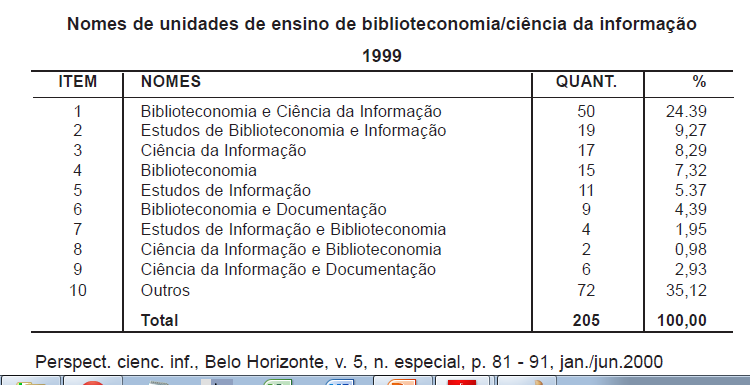 Nomes de unidades de ensino de biblioteconomia/ciência da informação
1999
ITEM NOMES QUANT. %
1 Biblioteconomia e Ciência da Informação 50 24.39
2 Estudos de Biblioteconomia e Informação 19 9,27
3 Ciência da Informação 17 8,29
4 Biblioteconomia 15 7,32
5 Estudos de Informação 11 5.37
6 Biblioteconomia e Documentação 9 4,39
7 Estudos de Informação e Biblioteconomia 4 1,95
8 Ciência da Informação e Biblioteconomia 2 0,98
9 Ciência da Informação e Documentação 6 2,93
10 Outros 72 35,12
Total 205 100,00
Perspect. cienc. inf., Belo Horizonte, v. 5, n. especial, p. 81 - 91, jan./jun.2000